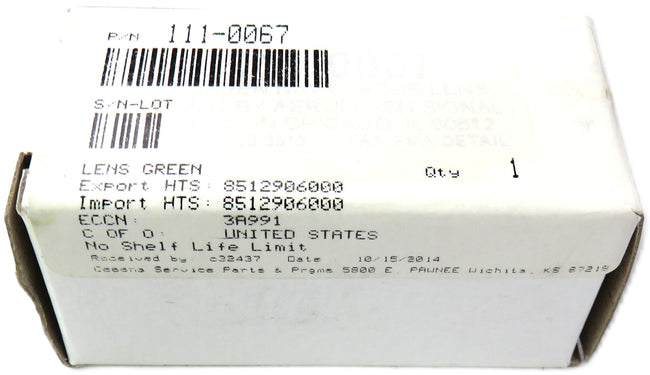 P/N 111-0067
S/N-LOT
LENS GREEN Qty 1
Export HTS: 8512906000
Import HTS: 8512906000
ECCN: 3A991
C OF O: UNITED STATES
No Shelf Life Limit
Received by c32437 Date 10/15/2014
Cessna Service Parts & Prgms 5800 E. PAWNEE Wichita, KS 67218